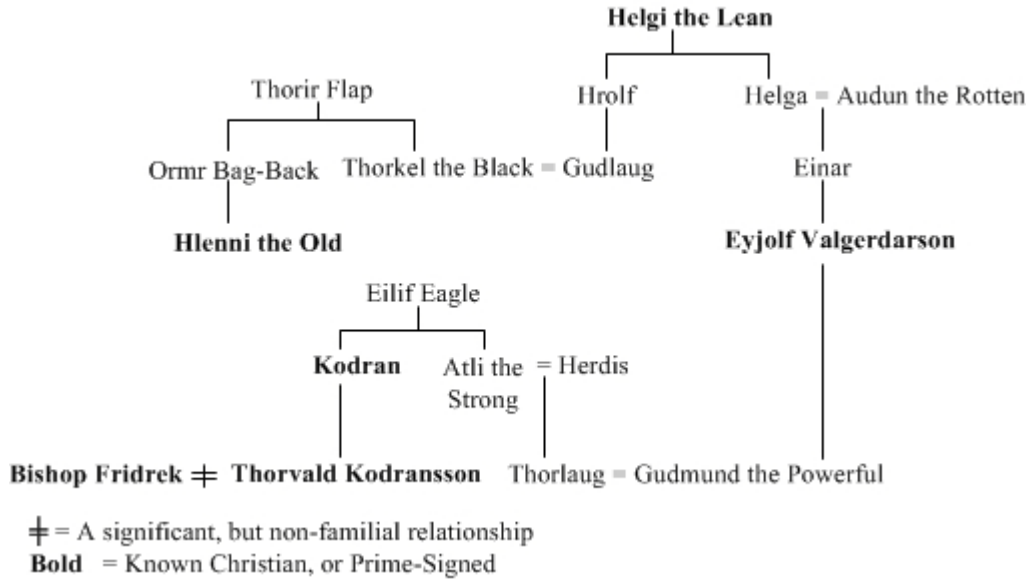 Helgi the Lean
Thorir Flap
Hrolf
Helga = Audun the Rotten
Ormr Bag-Back
Thorkel the Black = Gudlaug
Einar
Hlenni the Old
Eyjolf Valgerdarson
Eilif Eagle
Kodran
Atli the = Herdis
Strong
Bishop Fridrek ‡ Thorvald Kodransson
Thorlaug = Gudmund the Powerful
‡ = A significant, but non-familial relationship
Bold = Known Christian, or Prime-Signed